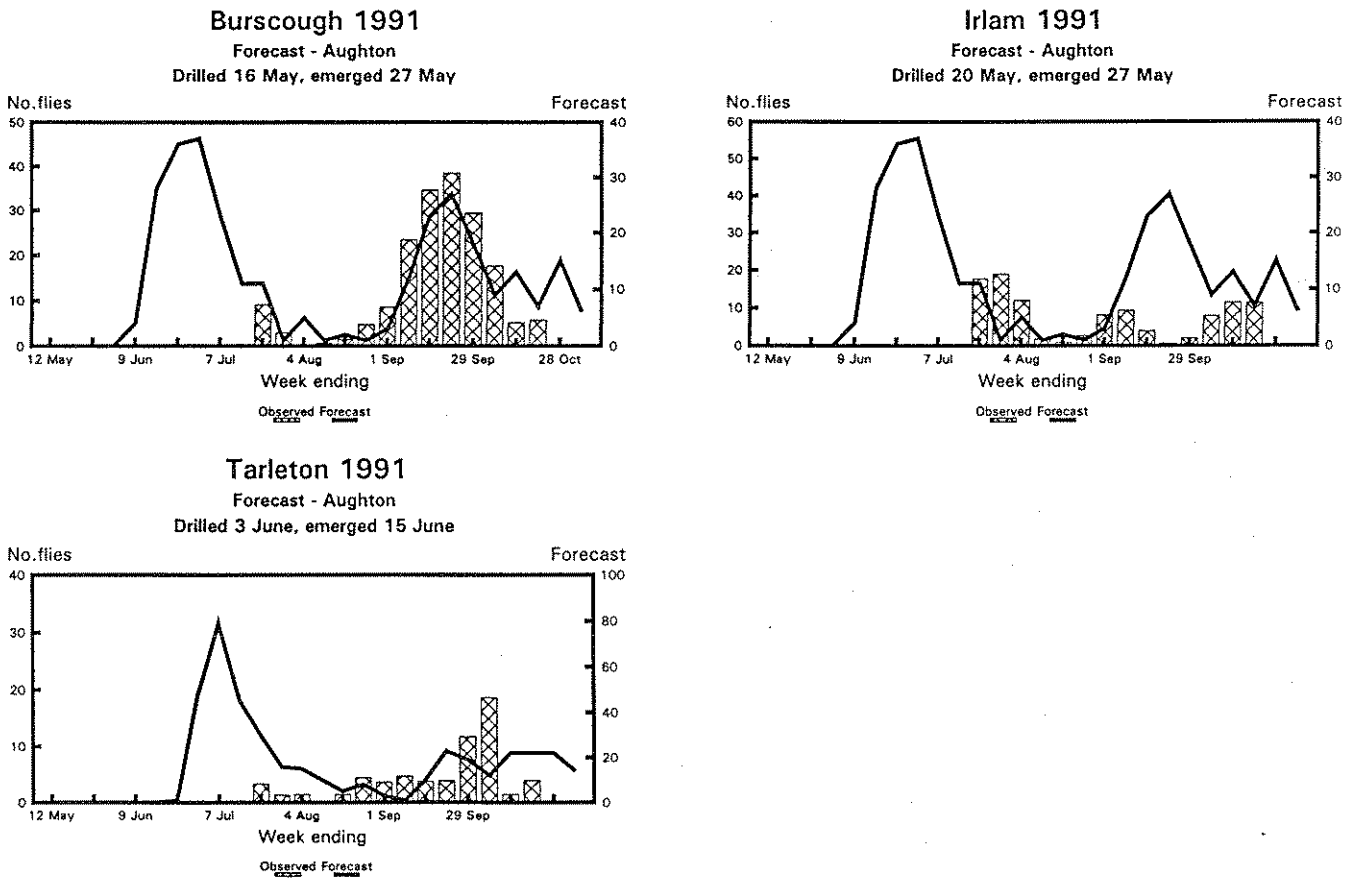 Burscough 1991
Forecast - Aughton
Drilled 16 May, emerged 27 May
No.flies Forecast
50 40
40 30
30 20
20 10
10 0
0
12 May 9 Jun 7 Jul 4 Aug 1 Sep 29 Sep 28 Oct
Week ending
Observed Forecast
Irlam 1991
Forecast - Aughton
Drilled 20 May, emerged 27 May
No.flies Forecast
60 40
50 30
40 20
30 10
20 0
10
0
12 May 9 Jun 7 Jul 4 Aug 1 Sep 29 Sep
Week ending
Observed Forecast
Tarleton 1991
Forecast - Aughton
Drilled 3 June, emerged 15 June
No.flies Forecast
40 100
30 80
20 60
10 40
0 20
0
12 May 9 Jun 7 Jul 4 Aug 1 Sep 29 Sep
Week ending
Observed Forecast